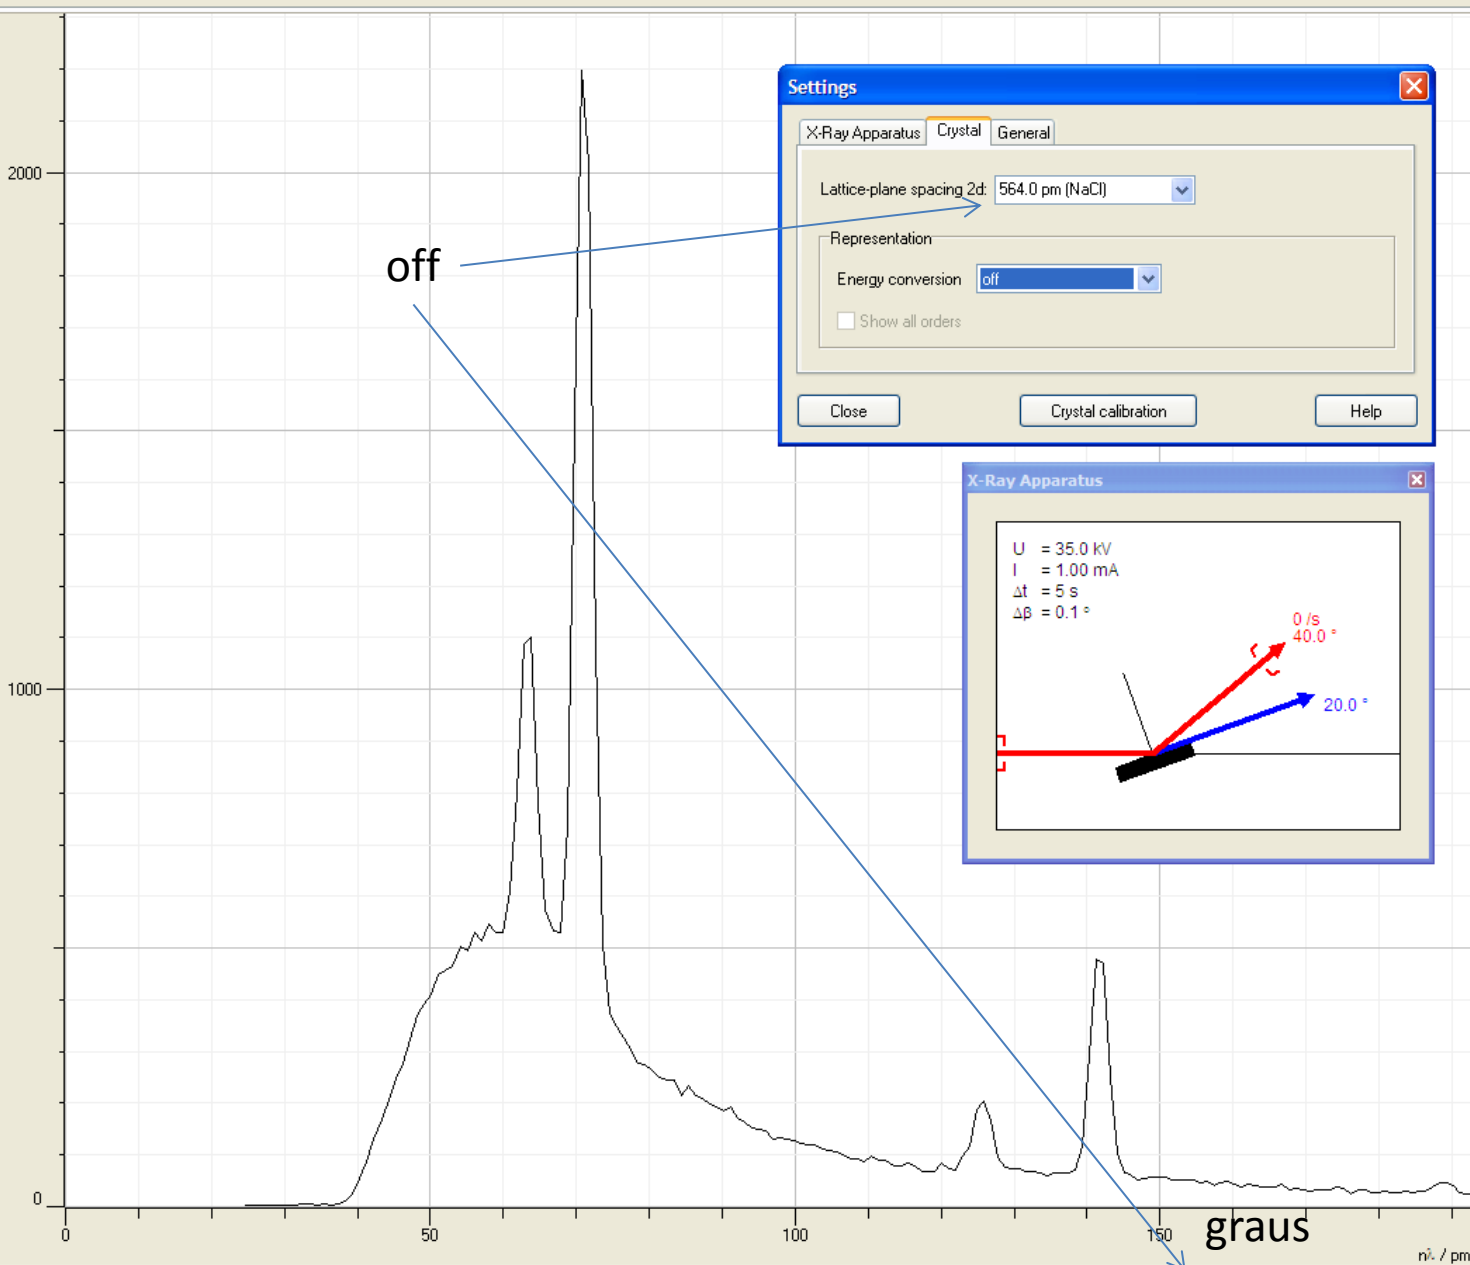 2000
1000
0
0
50
100
150
nλ / pm
off
graus
Settings
X-Ray Apparatus
Crystal
General
Lattice-plane spacing 2d: 564.0 pm (NaCl)
Representation
Energy conversion off
Show all orders
Close
Crystal calibration
Help
X-Ray Apparatus
U = 35.0 kV
I = 1.00 mA
Δt = 5 s
Δβ = 0.1 °
0 /s
40.0 °
20.0 °